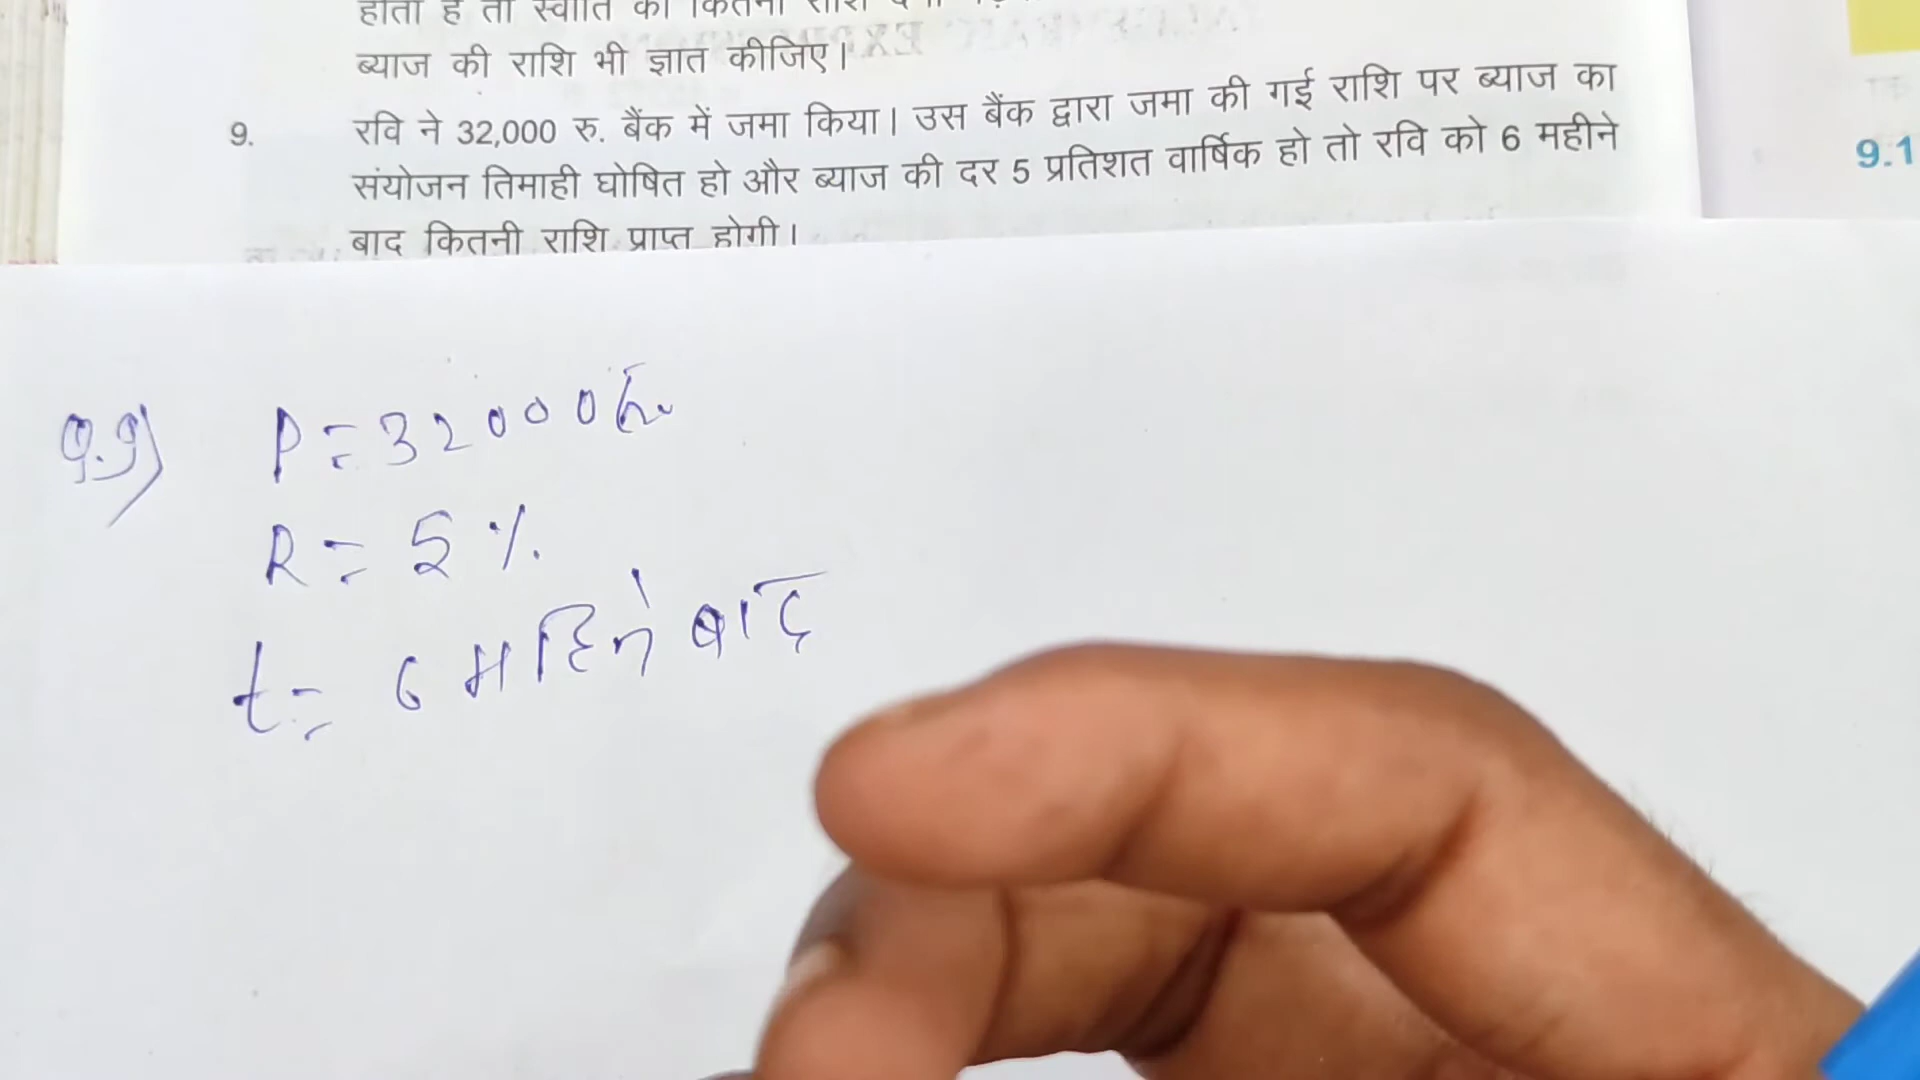 होता है तो स्वाति को कितनी राशि
ब्याज की राशि भी ज्ञात कीजिए।
9. रवि ने 32,000 रु. बैंक में जमा किया। उस बैंक द्वारा जमा की गई राशि पर ब्याज का
संयोजन तिमाही घोषित हो और ब्याज की दर 5 प्रतिशत वार्षिक हो तो रवि को 6 महीने
बाद कितनी राशि प्राप्त होगी।
9.1
Q.9) P = 32000 रु
R = 5 %
t = 6 महिने बाद